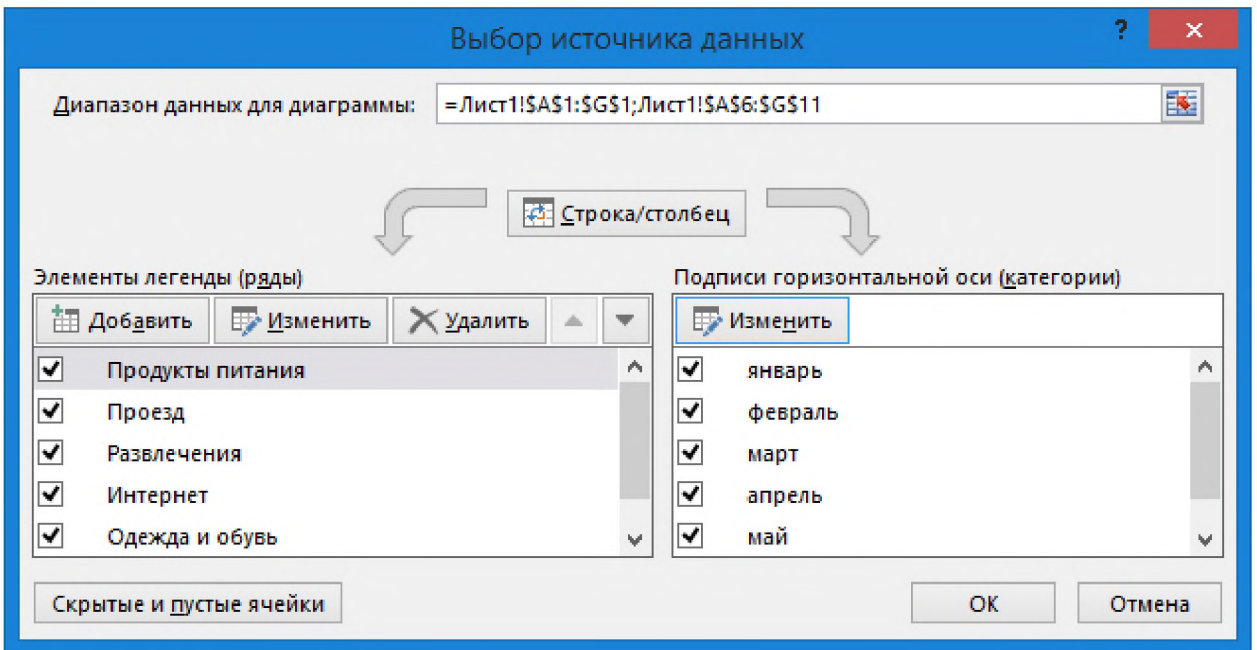 Выбор источника данных ?
Диапазон данных для диаграммы: =Лист1!$A$1:$G$1;Лист1!$A$6:$G$11
Строка/столбец
Элементы легенды (ряды)
Добавить Изменить Удалить
Продукты питания
Проезд
Развлечения
Интернет
Одежда и обувь
Подписи горизонтальной оси (категории)
Изменить
январь
февраль
март
апрель
май
Скрытые и пустые ячейки
ОК Отмена